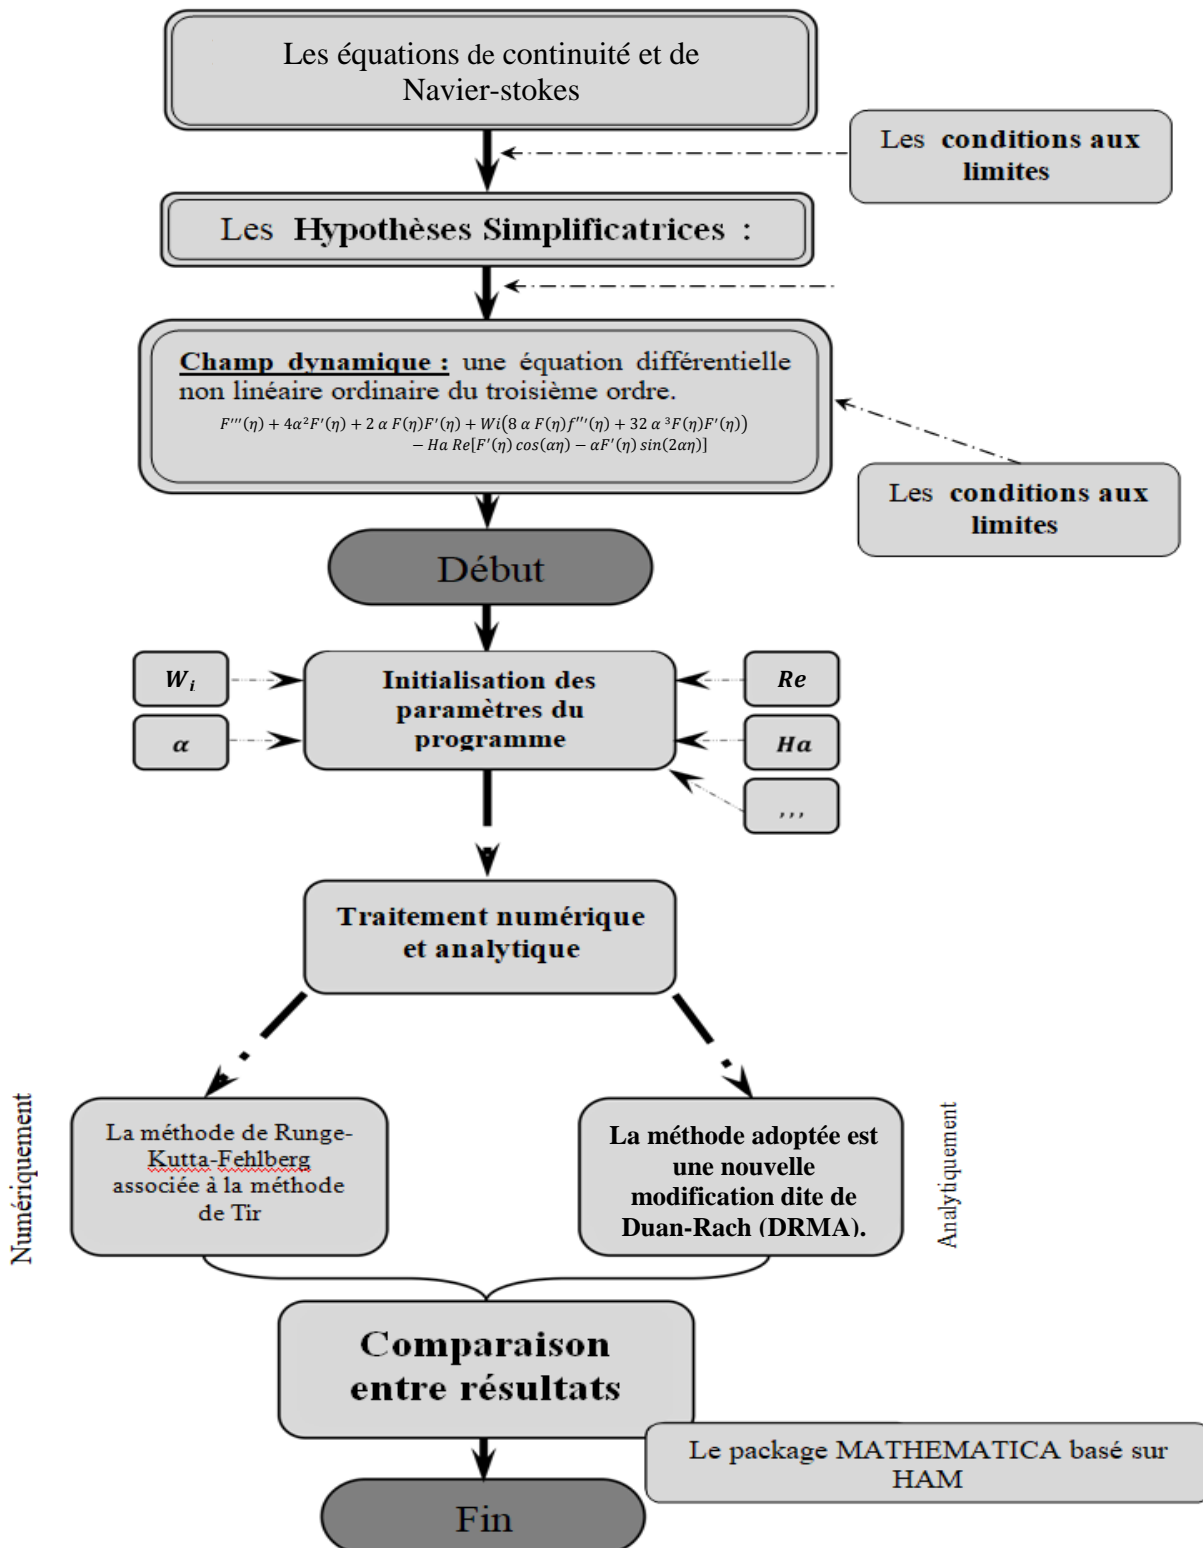 Les équations de continuité et de
Navier-stokes
Les conditions aux
limites
Les Hypothèses Simplificatrices :
Champ dynamique : une équation différentielle
non linéaire ordinaire du troisième ordre.
F'''(η) + 4α²F'(η) + 2 α F(η)F'(η) + Wi(8 α F(η)f'''(η) + 32 α ³F(η)F'(η))
− Ha Re[F'(η) cos(αη) − αF'(η) sin(2αη)]
Les conditions aux
limites
Début
W_i
α
Initialisation des
paramètres du
programme
Re
Ha
,,,
Traitement numérique
et analytique
Numériquement
La méthode de Runge-
Kutta-Fehlberg
associée à la méthode
de Tir
La méthode adoptée est
une nouvelle
modification dite de
Duan-Rach (DRMA).
Analytiquement
Comparaison
entre résultats
Le package MATHEMATICA basé sur
HAM
Fin